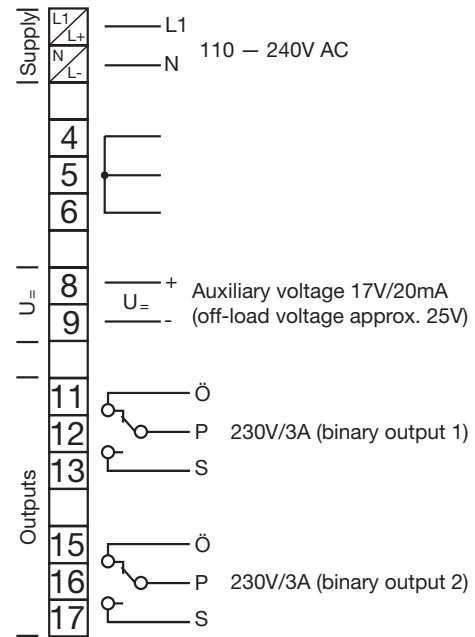 Supply
L1
L+
L1
110 — 240V AC
N
L-
N
4
5
6
U=
8
+
U=
Auxiliary voltage 17V/20mA
9
-
(off-load voltage approx. 25V)
Outputs
11
Ö
12
P
230V/3A (binary output 1)
13
S
15
Ö
16
P
230V/3A (binary output 2)
17
S